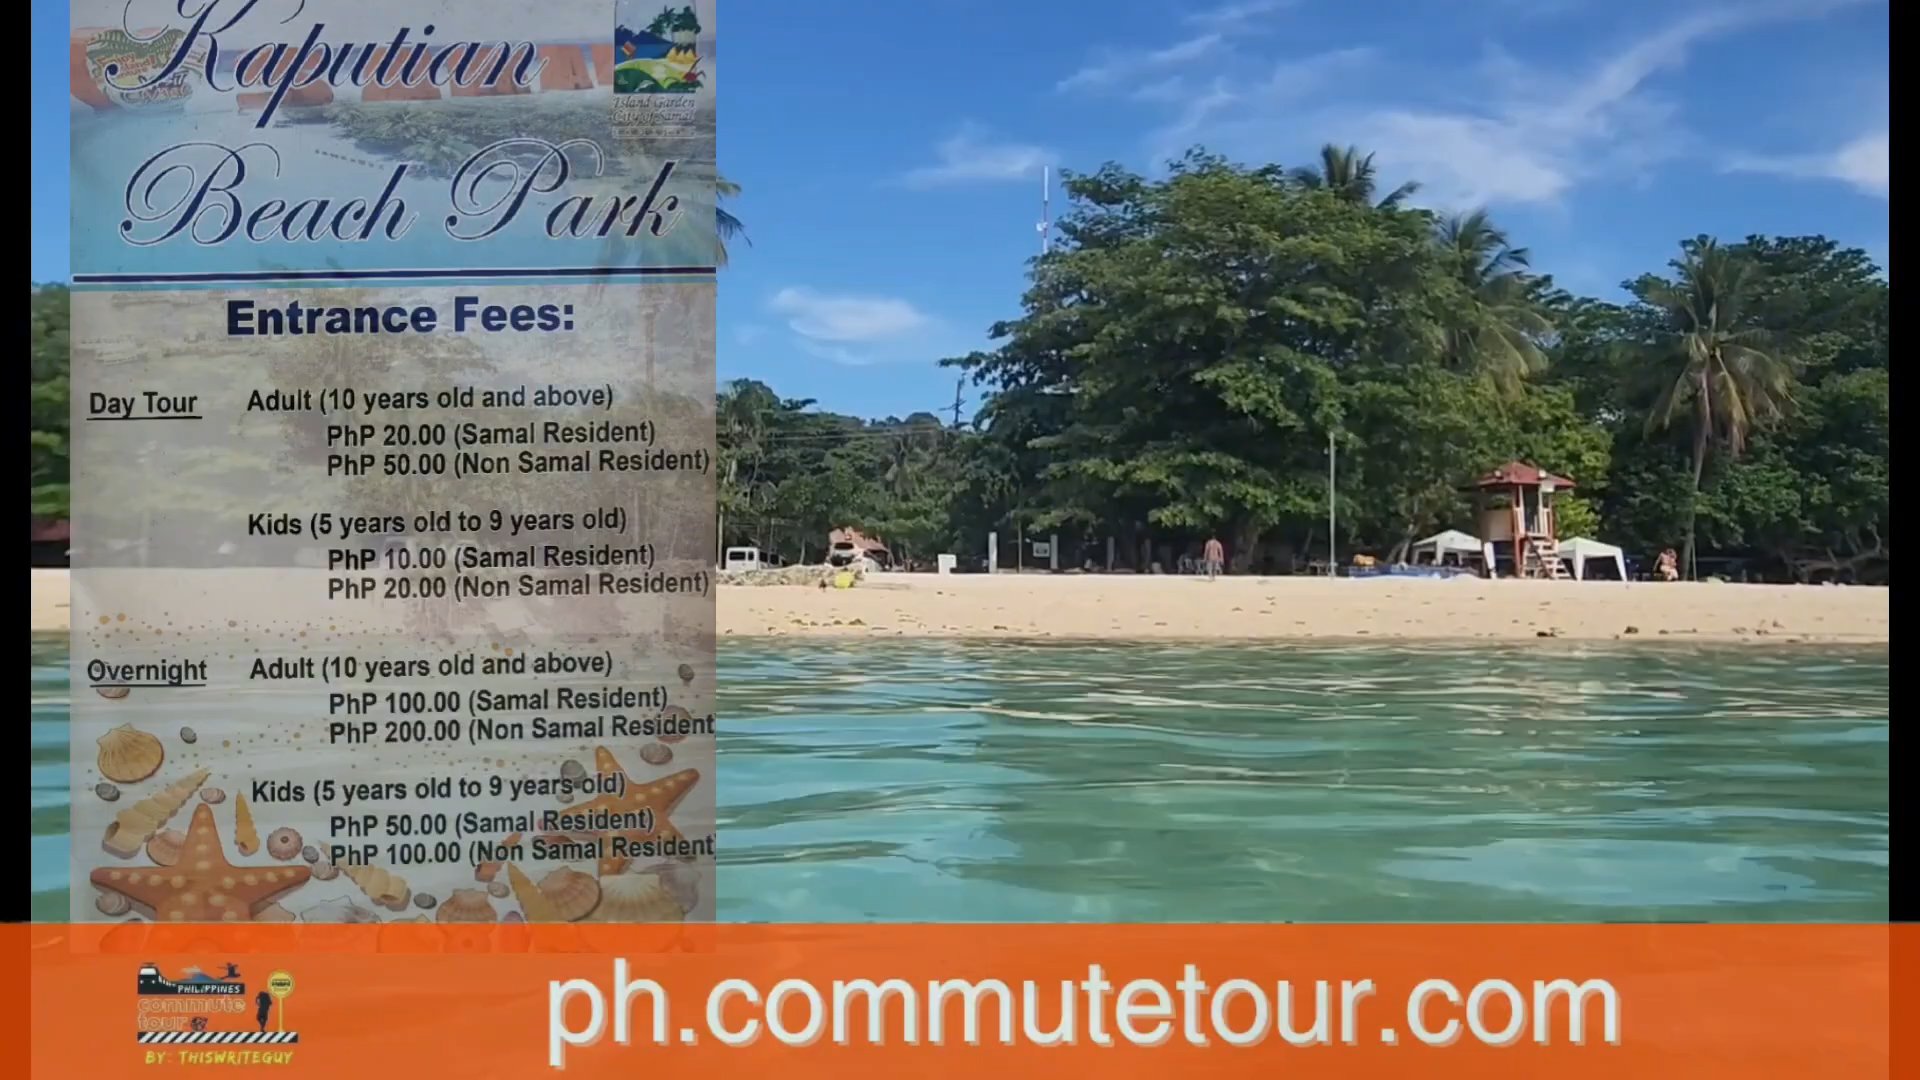 Kaputian
Island Garden
City of Samal
Beach Park
Entrance Fees:
Day Tour Adult (10 years old and above)
PhP 20.00 (Samal Resident)
PhP 50.00 (Non Samal Resident)
Kids (5 years old to 9 years old)
PhP 10.00 (Samal Resident)
PhP 20.00 (Non Samal Resident)
Overnight Adult (10 years old and above)
PhP 100.00 (Samal Resident)
PhP 200.00 (Non Samal Resident
Kids (5 years old to 9 years old)
PhP 50.00 (Samal Resident)
PhP 100.00 (Non Samal Resident
PHILIPPINES
commute
tour
BY: THISWRITEGUY
ph.commutetour.com